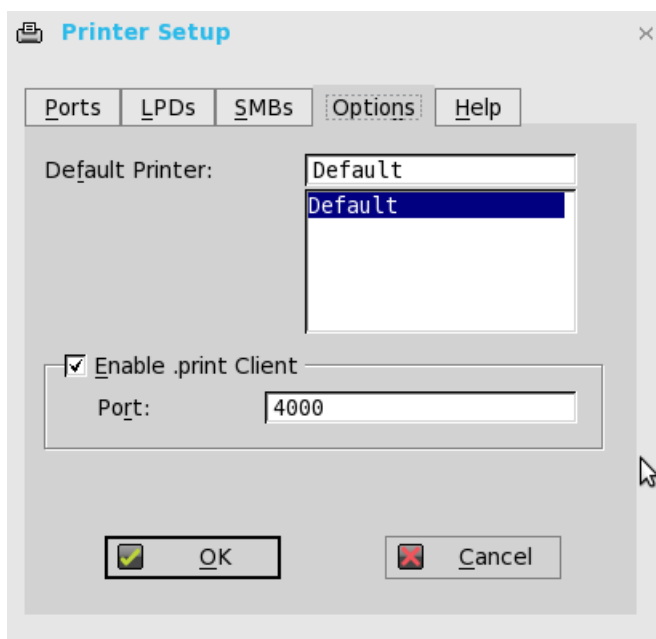 Printer Setup
Ports LPDs SMBs Options Help
Default Printer: Default
Default
Enable .print Client
Port: 4000
OK Cancel